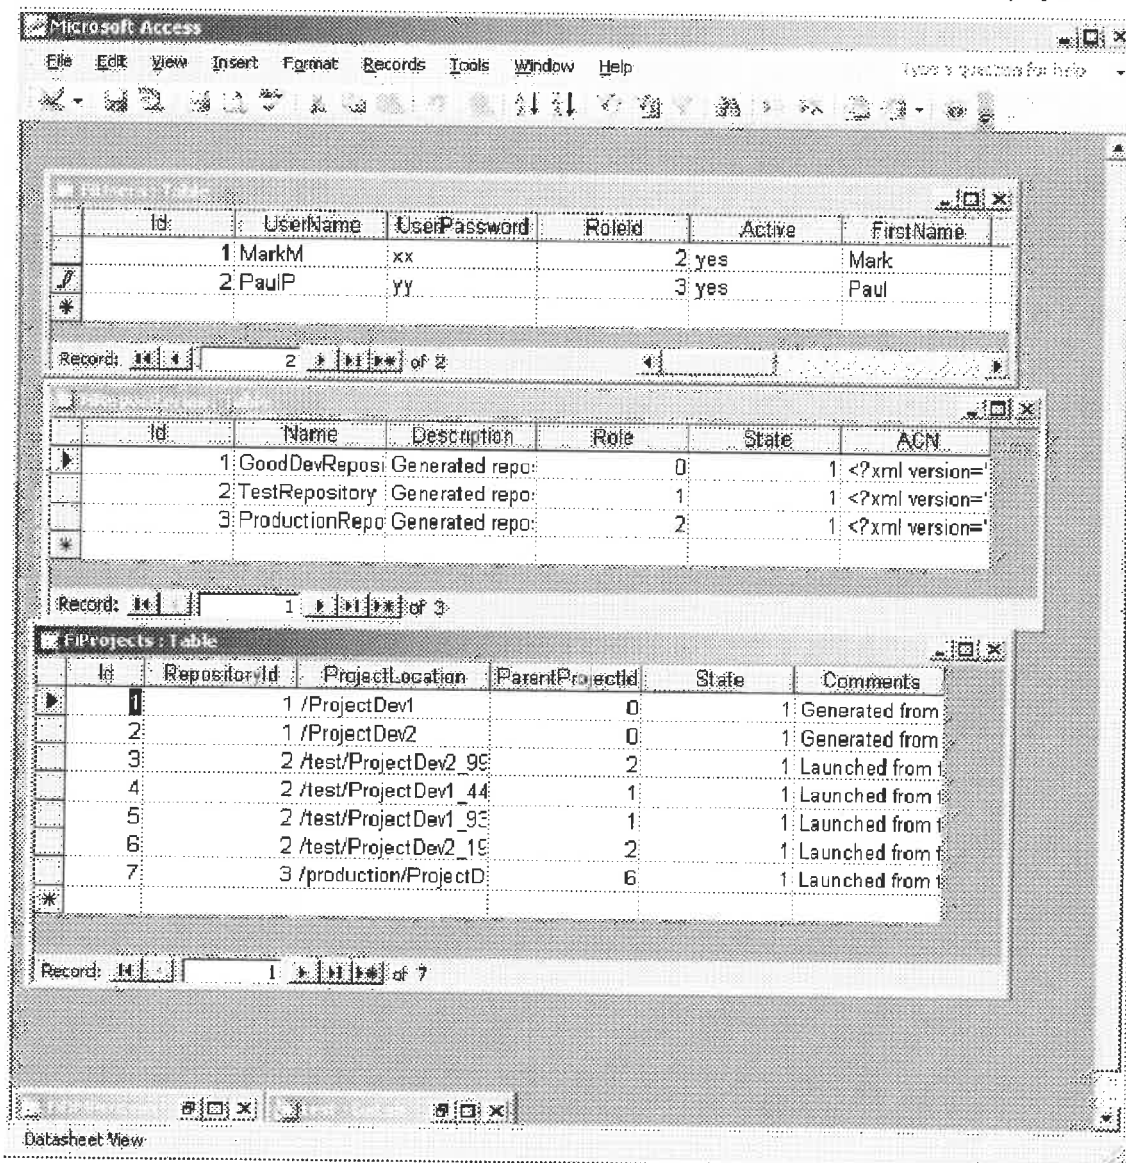 Microsoft Access
File Edit View Insert Format Records Tools Window Help Type a question for help
Id UserName UserPassword RoleId Active FirstName
1 MarkM xx 2 yes Mark
2 PaulP yy 3 yes Paul
Record: 2 of 2
Id Name Description Role State ACN
1 GoodDevReposi Generated repo: 0 1 <?xml version='
2 TestRepository Generated repo: 1 1 <?xml version='
3 ProductionRepo Generated repo: 2 1 <?xml version='
Record: 1 of 3
FiProjects : Table
Id RepositoryId ProjectLocation ParentProjectId State Comments
1 1 /ProjectDev1 0 1 Generated from
2 1 /ProjectDev2 0 1 Generated from
3 2 /test/ProjectDev2_99 2 1 Launched from t
4 2 /test/ProjectDev1_44 1 1 Launched from t
5 2 /test/ProjectDev1_93 1 1 Launched from t
6 2 /test/ProjectDev2_19 2 1 Launched from t
7 3 /production/ProjectD 6 1 Launched from t
Record: 1 of 7
Datasheet View